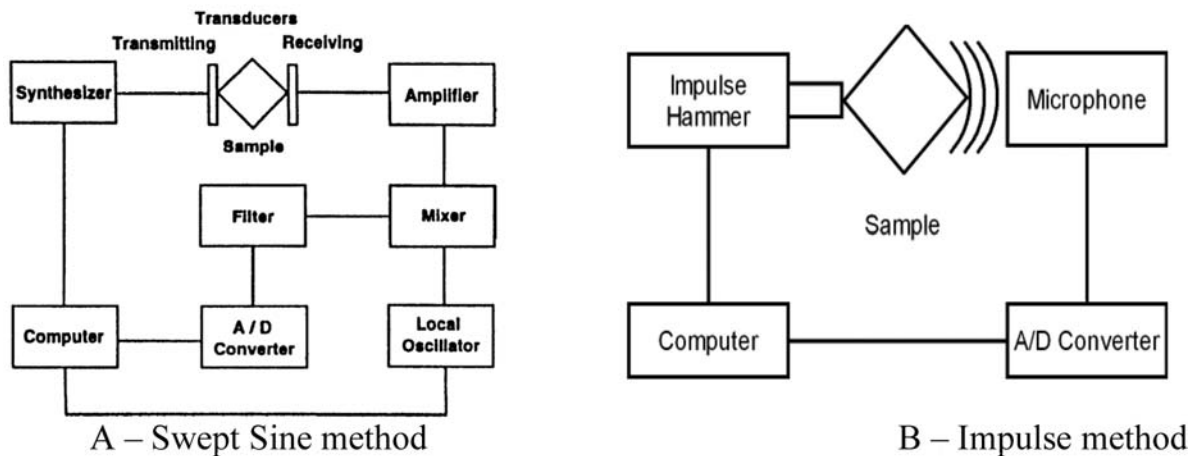 Transducers
Transmitting
Receiving
Synthesizer
Amplifier
Sample
Filter
Mixer
Computer
A / D
Converter
Local
Oscillator
A – Swept Sine method
Impulse
Hammer
Microphone
Sample
Computer
A/D Converter
B – Impulse method